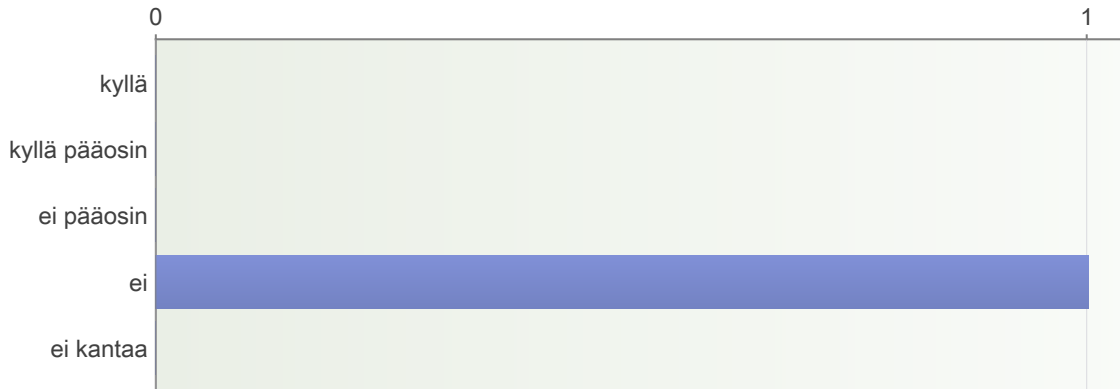 0 1
kyllä
kyllä pääosin
ei pääosin
ei
ei kantaa